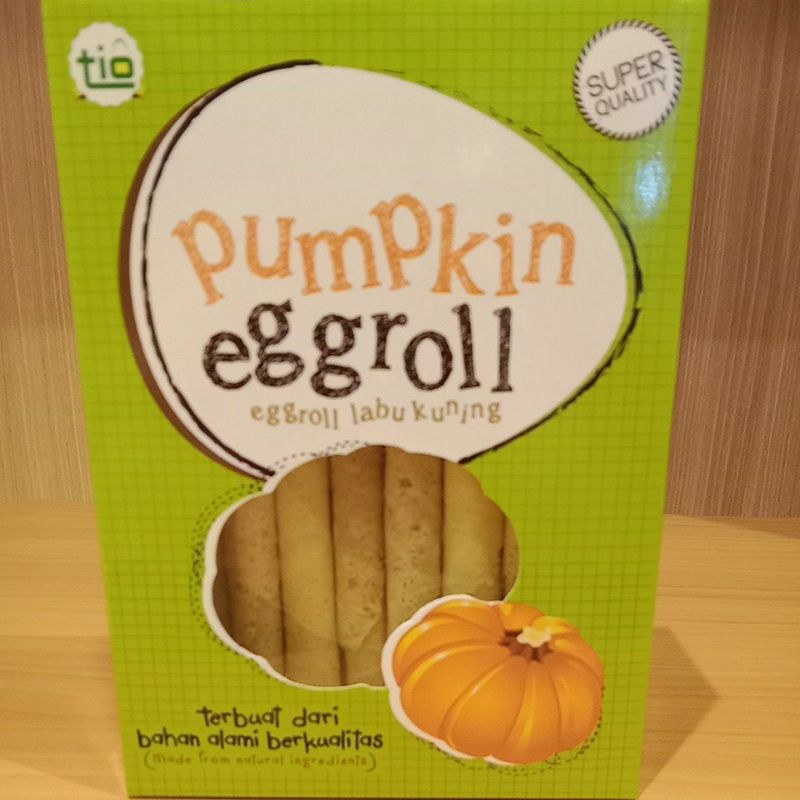 tio
SUPER
QUALITY
pumpkin
eggroll
eggroll labu kuning
terbuat dari
bahan alami berkualitas
(made from natural ingredients)